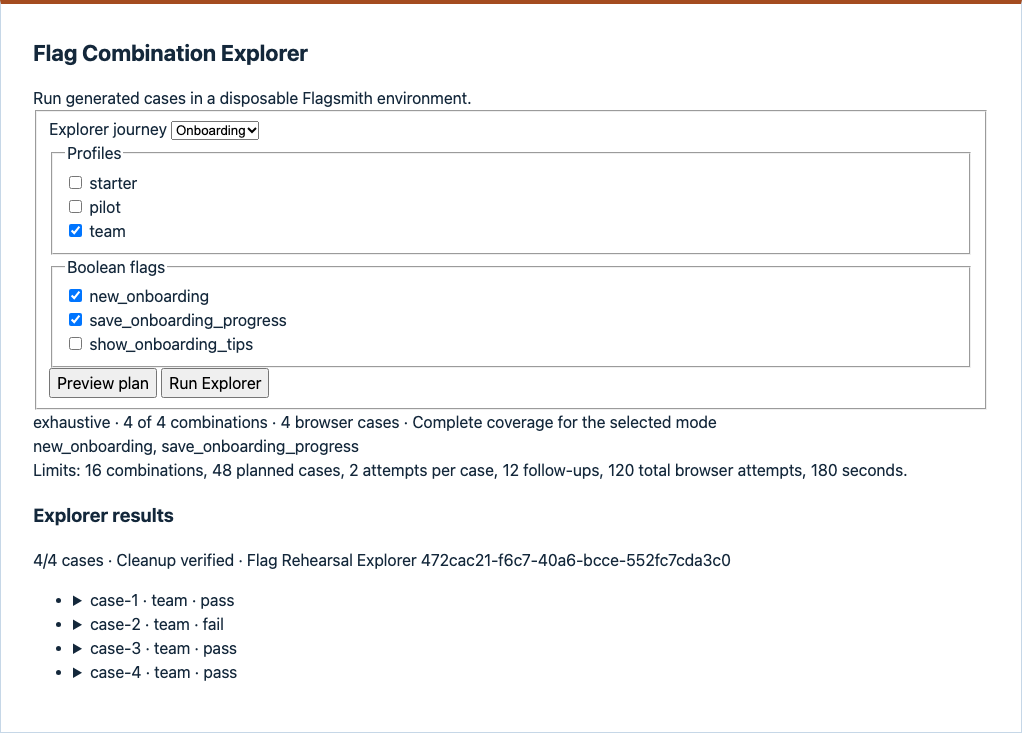 Flag Combination Explorer
Run generated cases in a disposable Flagsmith environment.
Explorer journey Onboarding
Profiles
starter
pilot
team
Boolean flags
new_onboarding
save_onboarding_progress
show_onboarding_tips
Preview plan Run Explorer
exhaustive · 4 of 4 combinations · 4 browser cases · Complete coverage for the selected mode
new_onboarding, save_onboarding_progress
Limits: 16 combinations, 48 planned cases, 2 attempts per case, 12 follow-ups, 120 total browser attempts, 180 seconds.
Explorer results
4/4 cases · Cleanup verified · Flag Rehearsal Explorer 472cac21-f6c7-40a6-bcce-552fc7cda3c0
case-1 · team · pass
case-2 · team · fail
case-3 · team · pass
case-4 · team · pass